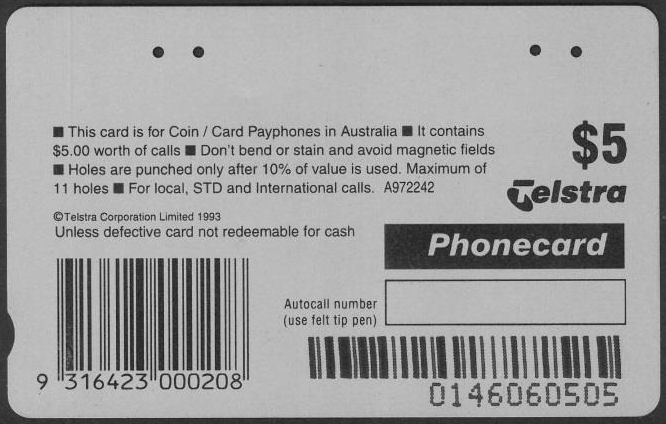 ■ This card is for Coin / Card Payphones in Australia ■ It contains
$5.00 worth of calls ■ Don't bend or stain and avoid magnetic fields
■ Holes are punched only after 10% of value is used. Maximum of
11 holes ■ For local, STD and International calls. A972242
$5
Telstra
©Telstra Corporation Limited 1993
Unless defective card not redeemable for cash
Phonecard
Autocall number
(use felt tip pen)
9 316423 000208
0146060505